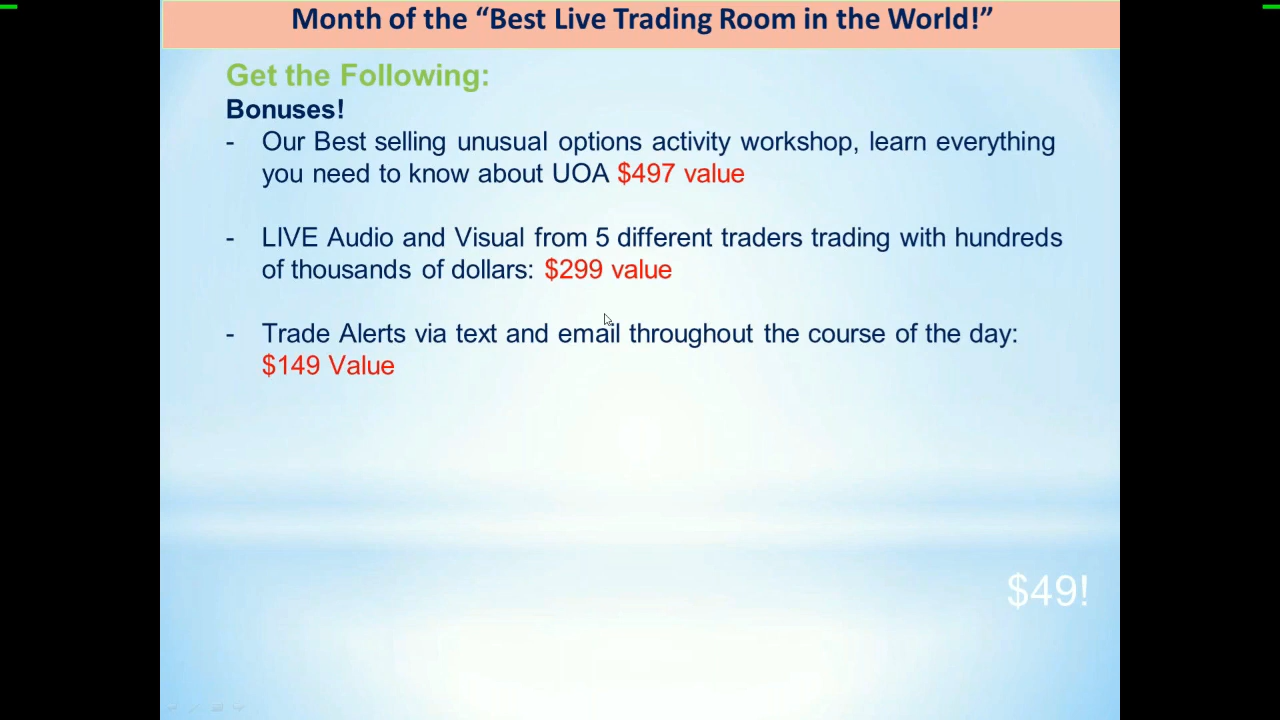 Month of the “Best Live Trading Room in the World!”
Get the Following:
Bonuses!
- Our Best selling unusual options activity workshop, learn everything
you need to know about UOA $497 value
- LIVE Audio and Visual from 5 different traders trading with hundreds
of thousands of dollars: $299 value
- Trade Alerts via text and email throughout the course of the day:
$149 Value
$49!